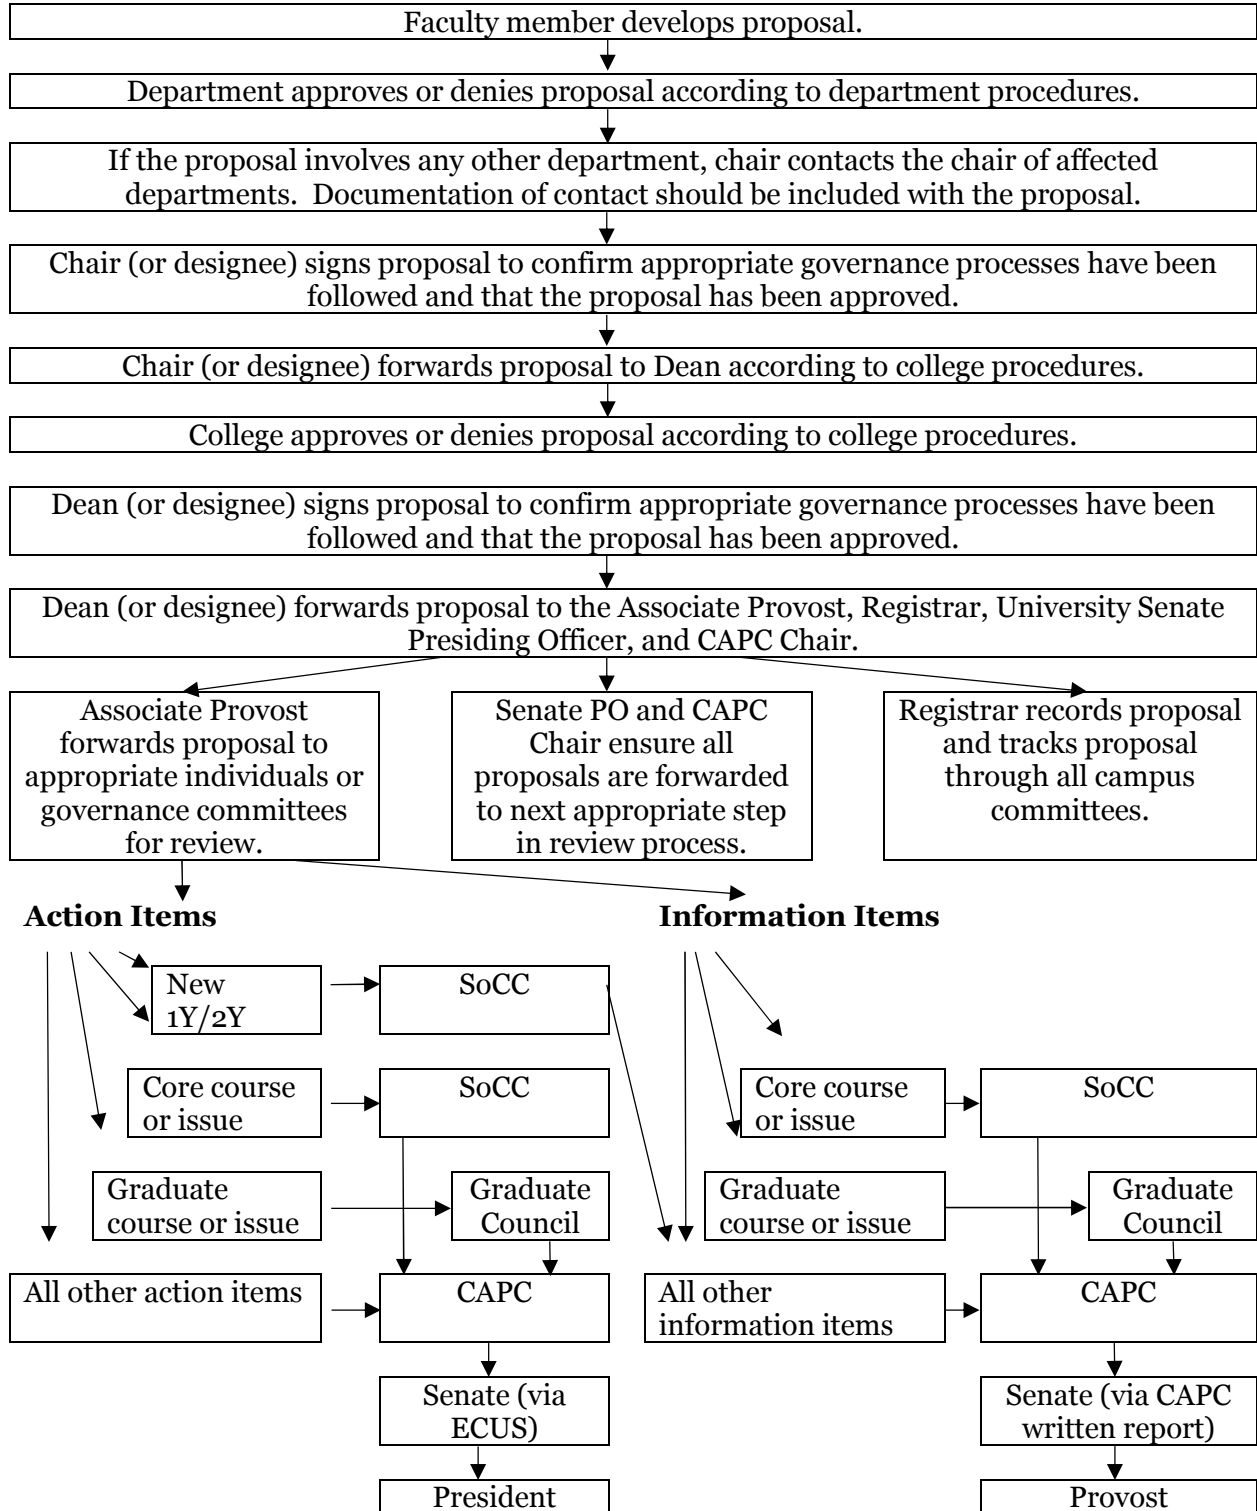 Faculty member develops proposal.
Department approves or denies proposal according to department procedures.
If the proposal involves any other department, chair contacts the chair of affected
departments.  Documentation of contact should be included with the proposal.
Chair (or designee) signs proposal to confirm appropriate governance processes have been
followed and that the proposal has been approved.
Chair (or designee) forwards proposal to Dean according to college procedures.
College approves or denies proposal according to college procedures.
Dean (or designee) signs proposal to confirm appropriate governance processes have been
followed and that the proposal has been approved.
Dean (or designee) forwards proposal to the Associate Provost, Registrar, University Senate
Presiding Officer, and CAPC Chair.
Associate Provost
forwards proposal to
appropriate individuals or
governance committees
for review.
Senate PO and CAPC
Chair ensure all
proposals are forwarded
to next appropriate step
in review process.
Registrar records proposal
and tracks proposal
through all campus
committees.
Action Items
Information Items
New
1Y/2Y
SoCC
Core course
or issue
SoCC
Core course
or issue
SoCC
Graduate
course or issue
Graduate
Council
Graduate
course or issue
Graduate
Council
All other action items
CAPC
All other
information items
CAPC
Senate (via
ECUS)
Senate (via CAPC
written report)
President
Provost